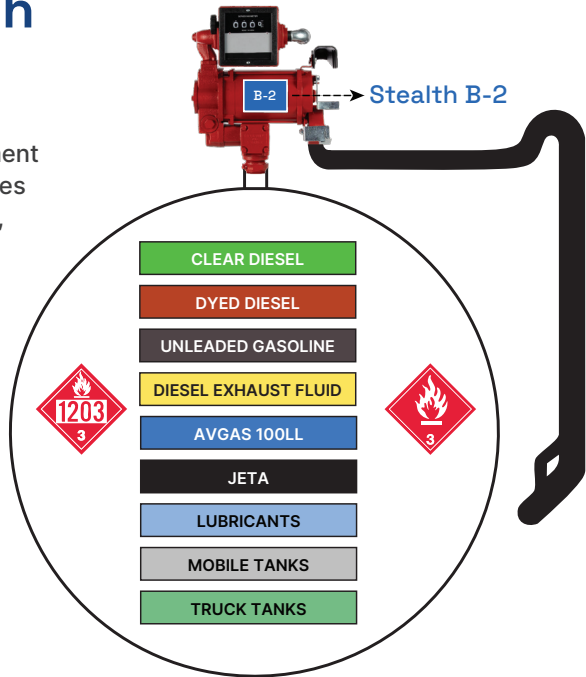 h
B-2
Stealth B-2
ment
es
,
CLEAR DIESEL
DYED DIESEL
UNLEADED GASOLINE
DIESEL EXHAUST FLUID
1203
3
3
AVGAS 100LL
JETA
LUBRICANTS
MOBILE TANKS
TRUCK TANKS